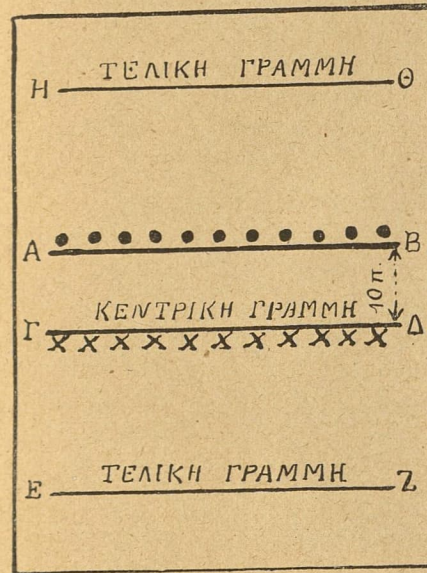 ΤΕΛΙΚΗ ΓΡΑΜΜΗ
Η Θ
Α Β
10 π.
ΚΕΝΤΡΙΚΗ ΓΡΑΜΜΗ
Γ Δ
Χ Χ Χ Χ Χ Χ Χ Χ Χ Χ Χ
ΤΕΛΙΚΗ ΓΡΑΜΜΗ
Ε Ζ